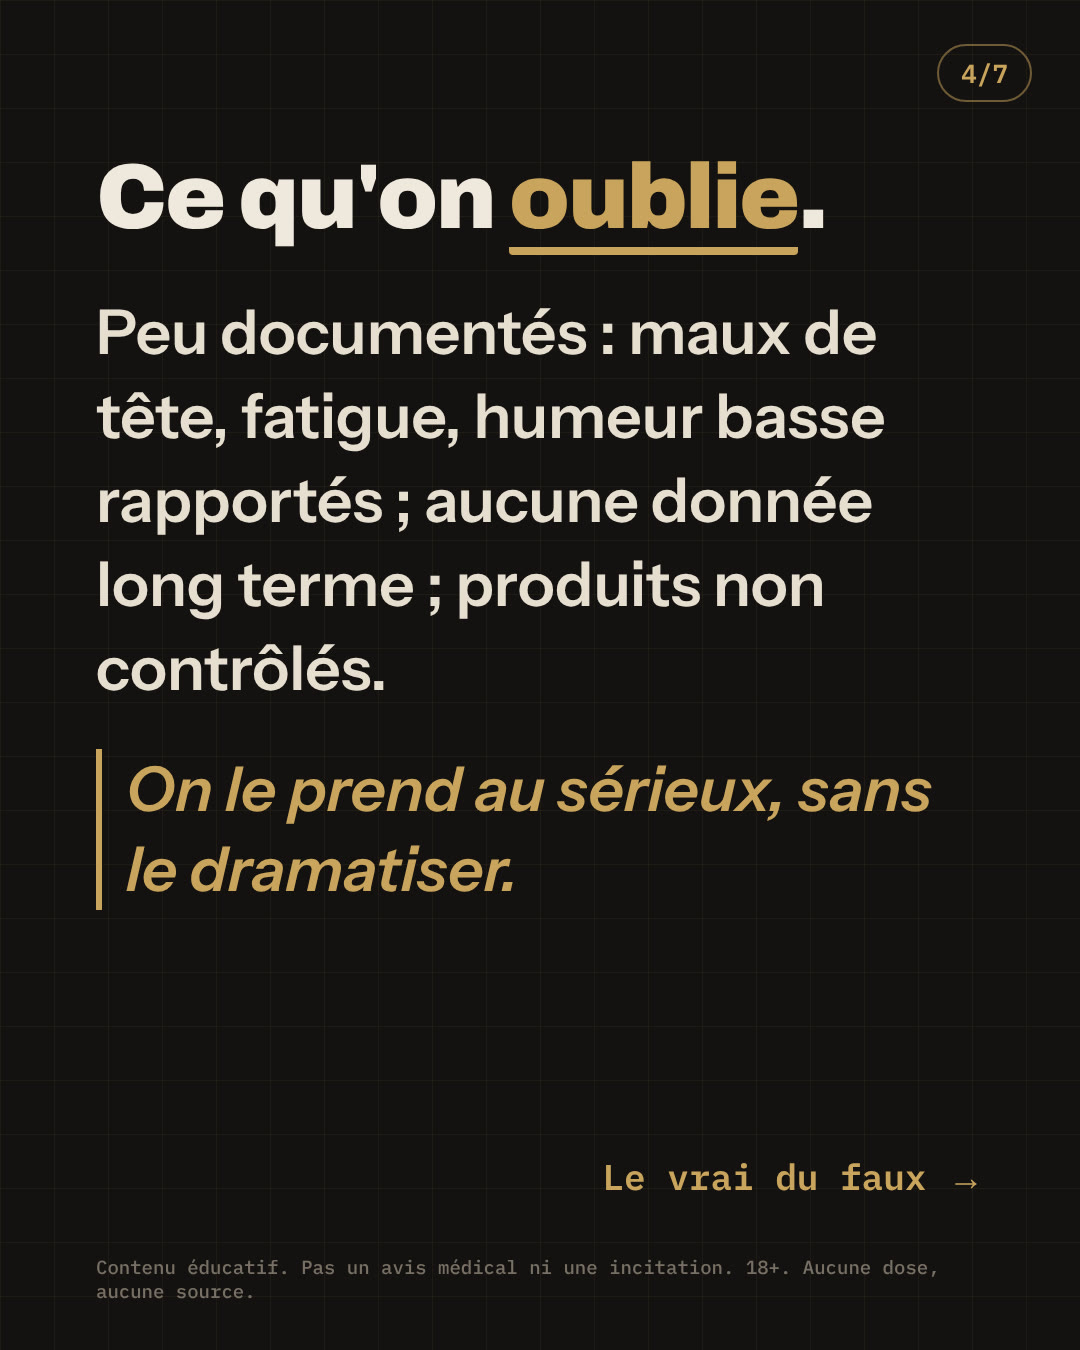 4/7
Ce qu'on oublie.
Peu documentés : maux de
tête, fatigue, humeur basse
rapportés ; aucune donnée
long terme ; produits non
contrôlés.
On le prend au sérieux, sans
le dramatiser.
Le vrai du faux →
Contenu éducatif. Pas un avis médical ni une incitation. 18+. Aucune dose,
aucune source.